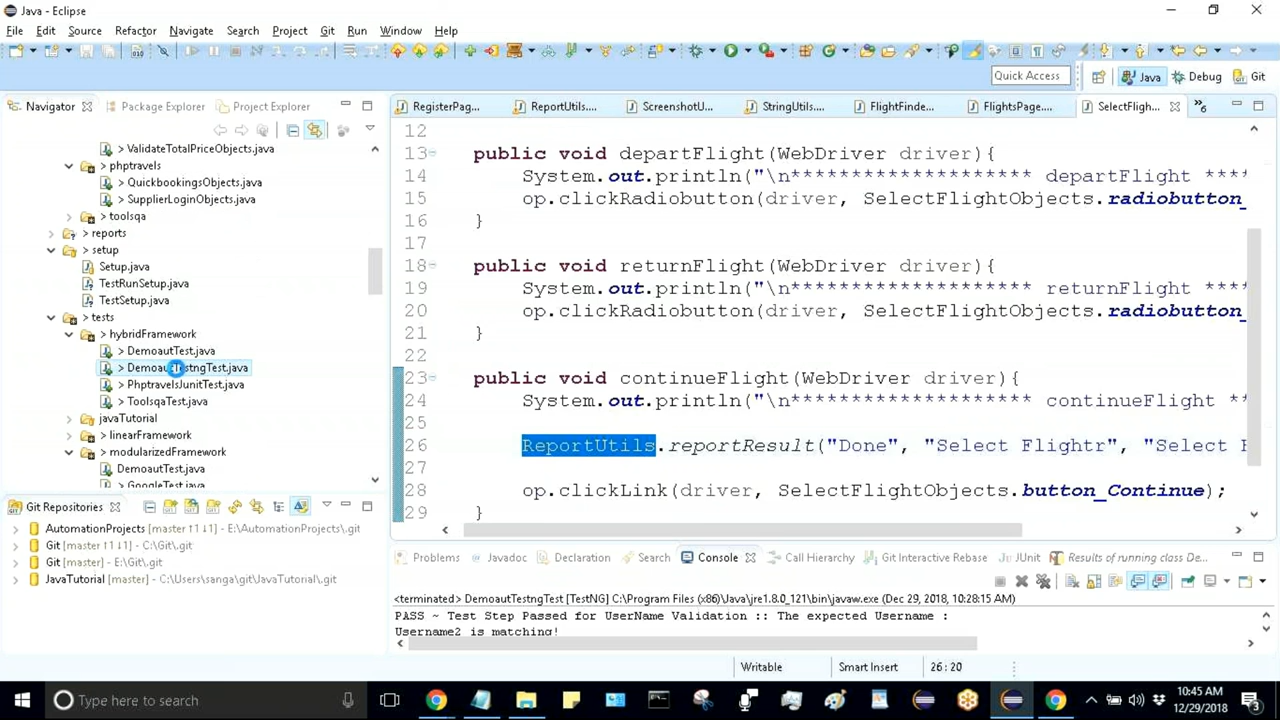 Java - Eclipse
File Edit Source Refactor Navigate Search Project Git Run Window Help
Quick Access
Java
Debug
Git
Navigator
Package Explorer
Project Explorer
> ValidateTotalPriceObjects.java
> phptravels
> QuickbookingsObjects.java
> SupplierLoginObjects.java
> toolsqa
> reports
> setup
Setup.java
TestRunSetup.java
TestSetup.java
> tests
> hybridFramework
> DemoautTest.java
> DemoautTestngTest.java
> PhptravelsJunitTest.java
> ToolsqaTest.java
javaTutorial
> linearFramework
> modularizedFramework
DemoautTest.java
> GoogleTest.java
Git Repositories
AutomationProjects [master ↑1 ↓1] - E:\AutomationProjects\.git
Git [master ↑1 ↓1] - C:\Git\.git
Git [master ↑1 ↓1] - E:\Git\.git
JavaTutorial [master] - C:\Users\sanga\git\JavaTutorial\.git
RegisterPag...
ReportUtils....
ScreenshotU...
StringUtils....
FlightFinde...
FlightsPage....
SelectFligh...
»6
12
13 public void departFlight(WebDriver driver){
14 System.out.println("\n******************* departFlight ****
15 op.clickRadiobutton(driver, SelectFlightObjects.radiobutton_
16 }
17
18 public void returnFlight(WebDriver driver){
19 System.out.println("\n******************* returnFlight ****
20 op.clickRadiobutton(driver, SelectFlightObjects.radiobutton_
21 }
22
23 public void continueFlight(WebDriver driver){
24 System.out.println("\n******************* continueFlight **
25
26 ReportUtils.reportResult("Done", "Select Flightr", "Select
27
28 op.clickLink(driver, SelectFlightObjects.button_Continue);
29 }
Problems
Javadoc
Declaration
Search
Console
Call Hierarchy
Git Interactive Rebase
JUnit
Results of running class De...
<terminated> DemoautTestngTest [TestNG] C:\Program Files (x86)\Java\jre1.8.0_121\bin\javaw.exe (Dec 29, 2018, 10:28:15 AM)
PASS ~ Test Step Passed for UserName Validation :: The expected Username :
Username2 is matching!
Writable
Smart Insert
26 : 20
Type here to search
10:45 AM
12/29/2018
3